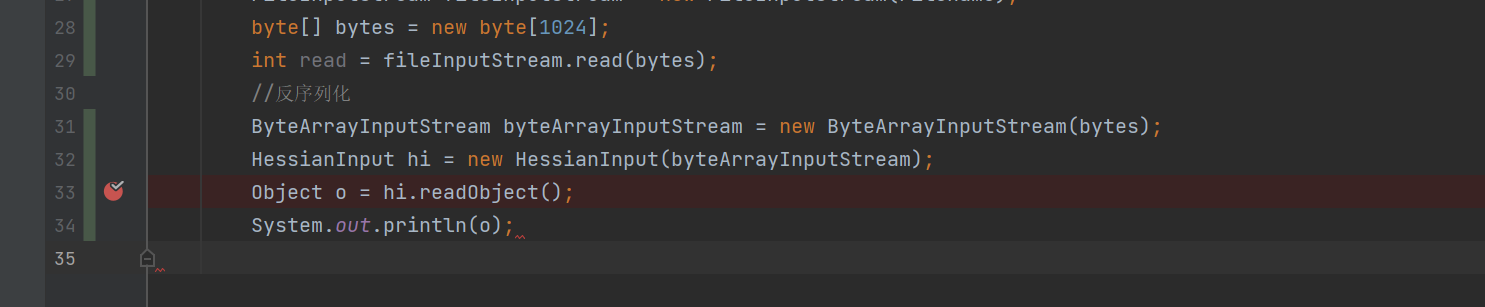 28 byte[] bytes = new byte[1024];
29 int read = fileInputStream.read(bytes);
30 //反序列化
31 ByteArrayInputStream byteArrayInputStream = new ByteArrayInputStream(bytes);
32 HessianInput hi = new HessianInput(byteArrayInputStream);
33 Object o = hi.readObject();
34 System.out.println(o);
35